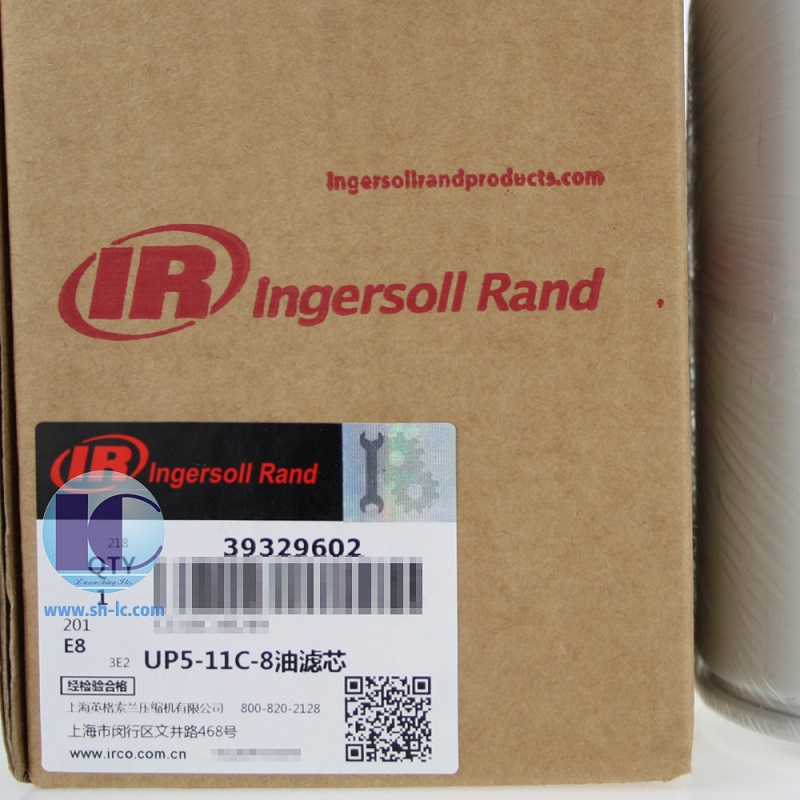 ingersollrandproducts.com
IR Ingersoll Rand
IR Ingersoll Rand
LC
218
39329602
QTY
1
www.sh-lc.com
201
E8
3E2 UP5-11C-8油滤芯
经检验合格
上海英格索兰压缩机有限公司 800-820-2128
上海市闵行区文井路468号
www.irco.com.cn